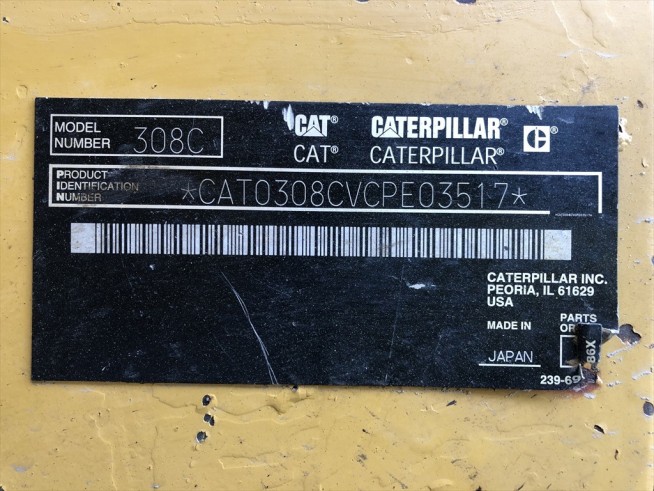 MODEL NUMBER 308C
CAT® CATERPILLAR® C
CAT® CATERPILLAR®
PRODUCT
IDENTIFICATION
NUMBER
*CAT0308CVCPE03517*
CATERPILLAR INC.
PEORIA, IL 61629
USA
MADE IN
JAPAN
PARTS
86X